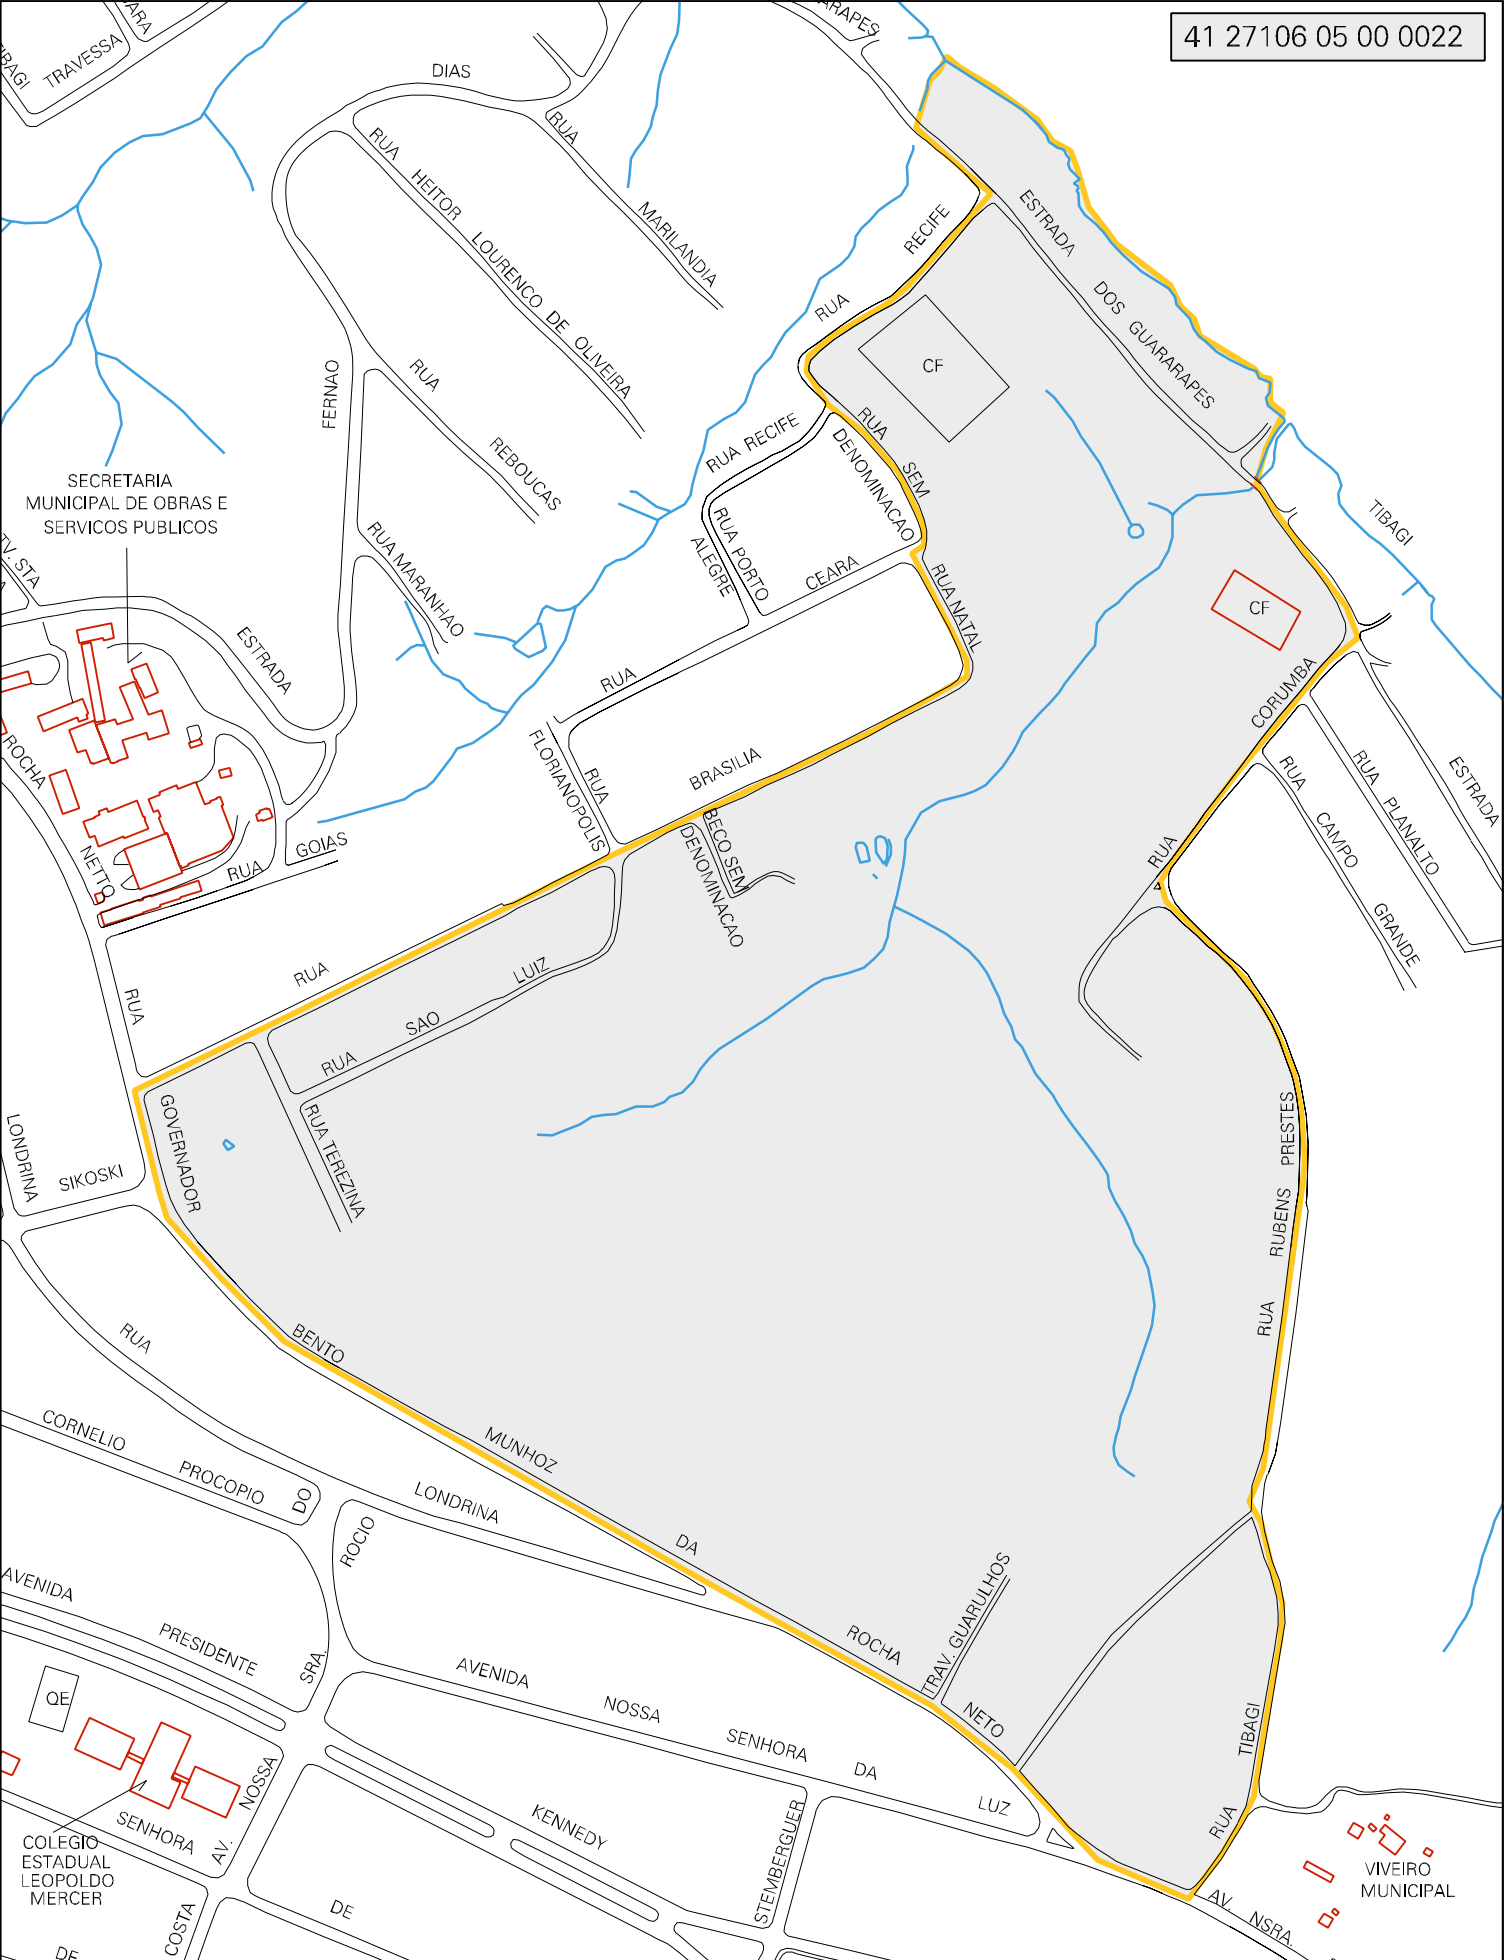 41 27106 05 00 0022
TRAVESSA
TIBAGI
DIAS
RUA
HEITOR
LOURENCO
DE
OLIVEIRA
RUA
MARILANDIA
RECIFE
RUA
ESTRADA
DOS
GUARARAPES
CF
FERNAO
RUA
REBOUCAS
RUA RECIFE
RUA
SEM
DENOMINACAO
SECRETARIA
MUNICIPAL DE OBRAS E
SERVICOS PUBLICOS
TV. STA
RUA MARANHAO
RUA PORTO
ALEGRE
CEARA
RUA
RUA NATAL
TIBAGI
CF
ESTRADA
CORUMBA
RUA
ROCHA
NETTO
RUA
GOIAS
FLORIANOPOLIS
RUA
BRASILIA
RUA
BECO SEM
DENOMINACAO
RUA
CAMPO
GRANDE
RUA
PLANALTO
ESTRADA
RUA
LUIZ
SAO
RUA
RUA TEREZINA
GOVERNADOR
LONDRINA
SIKOSKI
PRESTES
RUBENS
RUA
RUA
BENTO
MUNHOZ
DA
ROCHA
NETO
CORNELIO
PROCOPIO
DO
ROCIO
LONDRINA
TRAV. GUARULHOS
AVENIDA
PRESIDENTE
SRA.
AVENIDA
NOSSA
SENHORA
DA
LUZ
TIBAGI
RUA
QE
NOSSA
AV.
SENHORA
KENNEDY
STEMBERGUER
COLEGIO
ESTADUAL
LEOPOLDO
MERCER
COSTA
DE
DE
VIVEIRO
MUNICIPAL
AV.
NSRA.